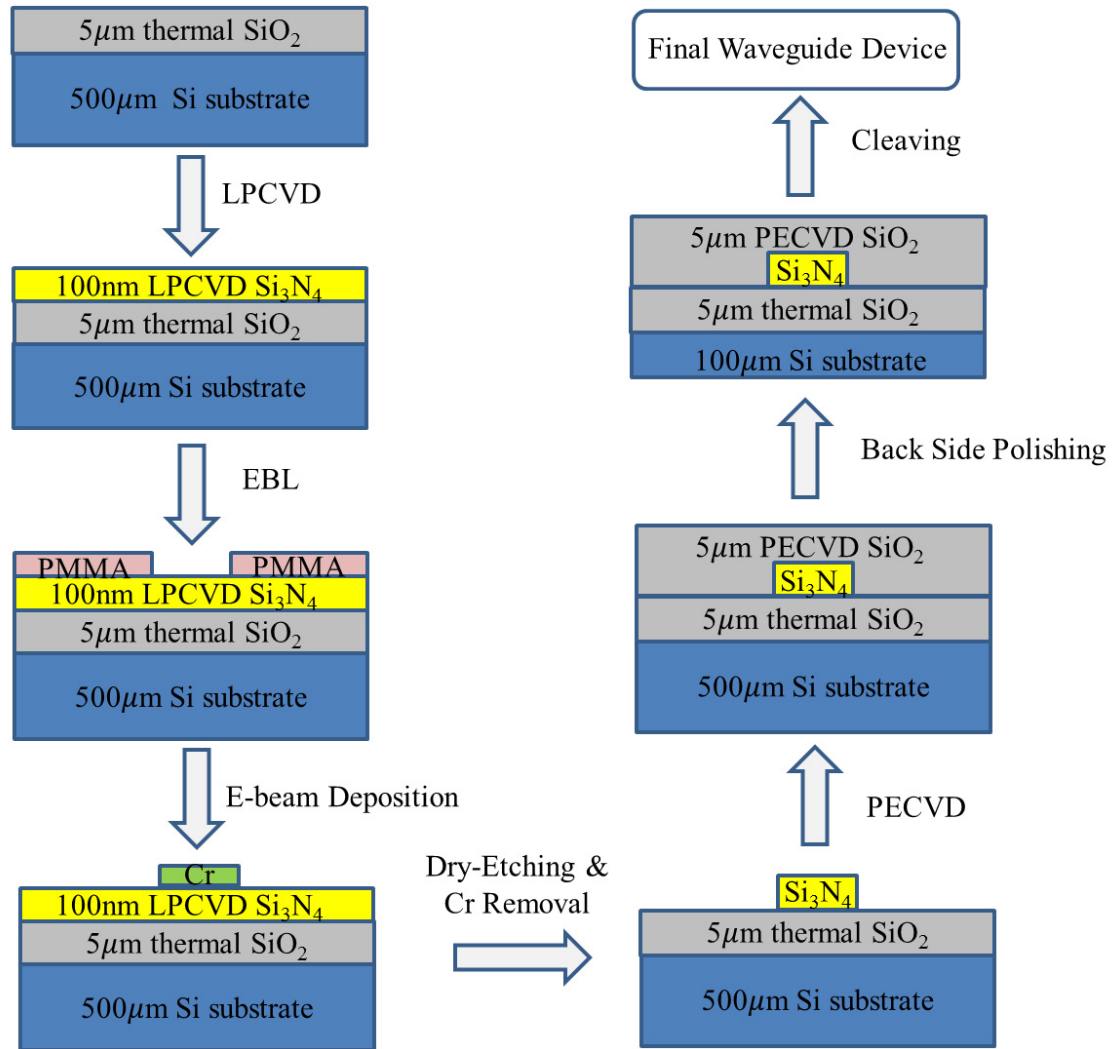 5μm thermal SiO₂
500μm Si substrate
LPCVD
100nm LPCVD Si₃N₄
5μm thermal SiO₂
500μm Si substrate
EBL
PMMA PMMA
100nm LPCVD Si₃N₄
5μm thermal SiO₂
500μm Si substrate
E-beam Deposition
Cr
100nm LPCVD Si₃N₄
5μm thermal SiO₂
500μm Si substrate
Dry-Etching &
Cr Removal
Si₃N₄
5μm thermal SiO₂
500μm Si substrate
PECVD
5μm PECVD SiO₂
Si₃N₄
5μm thermal SiO₂
500μm Si substrate
Back Side Polishing
5μm PECVD SiO₂
Si₃N₄
5μm thermal SiO₂
100μm Si substrate
Cleaving
Final Waveguide Device